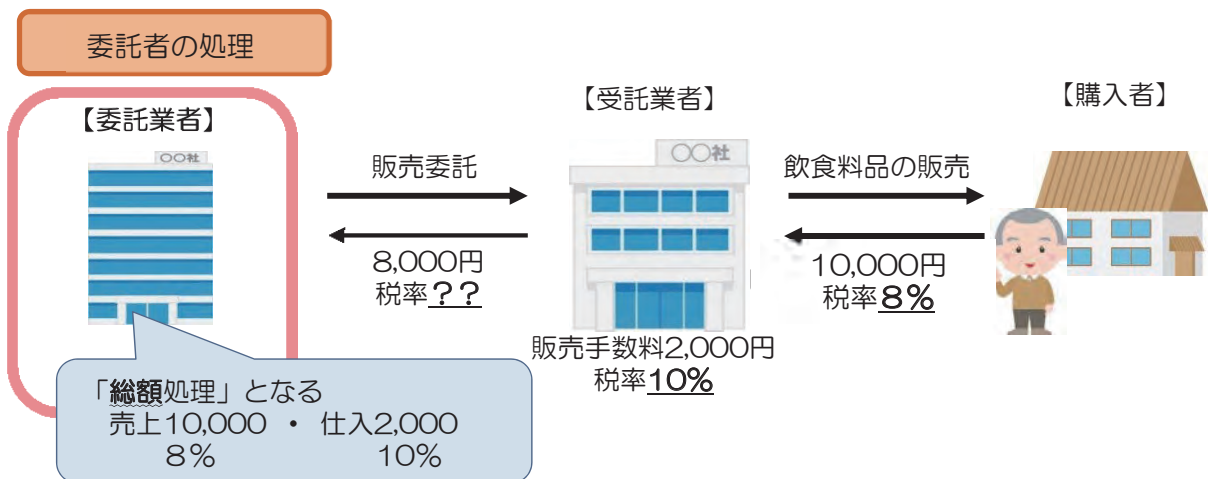 委託者の処理
【委託業者】
〇〇社
販売委託
8,000円
税率??
【受託業者】
〇〇社
販売手数料2,000円
税率10%
飲食料品の販売
10,000円
税率8%
【購入者】
「総額処理」となる
売上10,000 ・ 仕入2,000
8% 10%